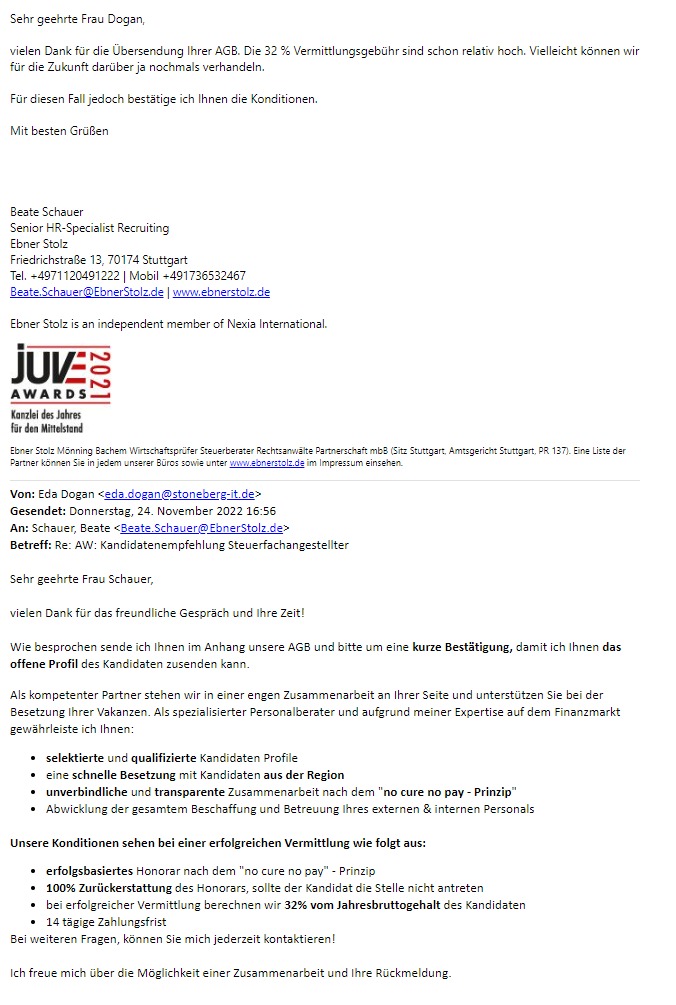 Sehr geehrte Frau Dogan,
vielen Dank für die Übersendung Ihrer AGB. Die 32 % Vermittlungsgebühr sind schon relativ hoch. Vielleicht können wir
für die Zukunft darüber ja nochmals verhandeln.
Für diesen Fall jedoch bestätige ich Ihnen die Konditionen.
Mit besten Grüßen
Beate Schauer
Senior HR-Specialist Recruiting
Ebner Stolz
Friedrichstraße 13, 70174 Stuttgart
Tel. +4971120491222 | Mobil +491736532467
Beate.Schauer@EbnerStolz.de | www.ebnerstolz.de
Ebner Stolz is an independent member of Nexia International.
JUVE
AWARDS
2021
Kanzlei des Jahres
für den Mittelstand
Ebner Stolz Mönning Bachem Wirtschaftsprüfer Steuerberater Rechtsanwälte Partnerschaft mbB (Sitz Stuttgart, Amtsgericht Stuttgart, PR 137). Eine Liste der
Partner können Sie in jedem unserer Büros sowie unter www.ebnerstolz.de im Impressum einsehen.
Von: Eda Dogan <eda.dogan@stoneberg-it.de>
Gesendet: Donnerstag, 24. November 2022 16:56
An: Schauer, Beate <Beate.Schauer@EbnerStolz.de>
Betreff: Re: AW: Kandidatenempfehlung Steuerfachangestellter
Sehr geehrte Frau Schauer,
vielen Dank für das freundliche Gespräch und Ihre Zeit!
Wie besprochen sende ich Ihnen im Anhang unsere AGB und bitte um eine kurze Bestätigung, damit ich Ihnen das
offene Profil des Kandidaten zusenden kann.
Als kompetenter Partner stehen wir in einer engen Zusammenarbeit an Ihrer Seite und unterstützen Sie bei der
Besetzung Ihrer Vakanzen. Als spezialisierter Personalberater und aufgrund meiner Expertise auf dem Finanzmarkt
gewährleiste ich Ihnen:
• selektierte und qualifizierte Kandidaten Profile
• eine schnelle Besetzung mit Kandidaten aus der Region
• unverbindliche und transparente Zusammenarbeit nach dem "no cure no pay - Prinzip"
• Abwicklung der gesamtem Beschaffung und Betreuung Ihres externen & internen Personals
Unsere Konditionen sehen bei einer erfolgreichen Vermittlung wie folgt aus:
• erfolgsbasiertes Honorar nach dem "no cure no pay" - Prinzip
• 100% Zurückerstattung des Honorars, sollte der Kandidat die Stelle nicht antreten
• bei erfolgreicher Vermittlung berechnen wir 32% vom Jahresbruttogehalt des Kandidaten
• 14 tägige Zahlungsfrist
Bei weiteren Fragen, können Sie mich jederzeit kontaktieren!
Ich freue mich über die Möglichkeit einer Zusammenarbeit und Ihre Rückmeldung.